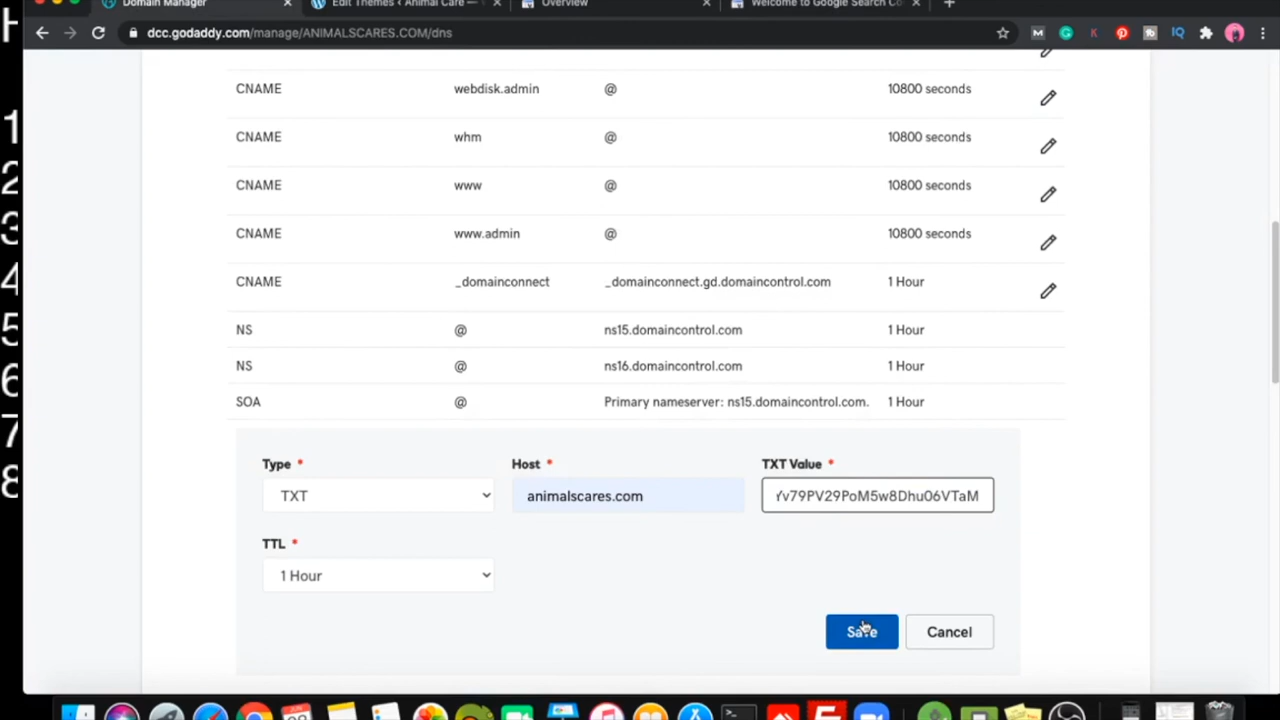 Domain Manager
Edit Themes ‹ Animal Care —
Overview
Welcome to Google Search Co
dcc.godaddy.com/manage/ANIMALSCARES.COM/dns
CNAME webdisk.admin @ 10800 seconds
CNAME whm @ 10800 seconds
CNAME www @ 10800 seconds
CNAME www.admin @ 10800 seconds
CNAME _domainconnect _domainconnect.gd.domaincontrol.com 1 Hour
NS @ ns15.domaincontrol.com 1 Hour
NS @ ns16.domaincontrol.com 1 Hour
SOA @ Primary nameserver: ns15.domaincontrol.com. 1 Hour
Type * Host * TXT Value *
TXT animalscares.com Yv79PV29PoM5w8Dhu06VTaM
TTL *
1 Hour
Save Cancel
1
2
3
4
5
6
7
8